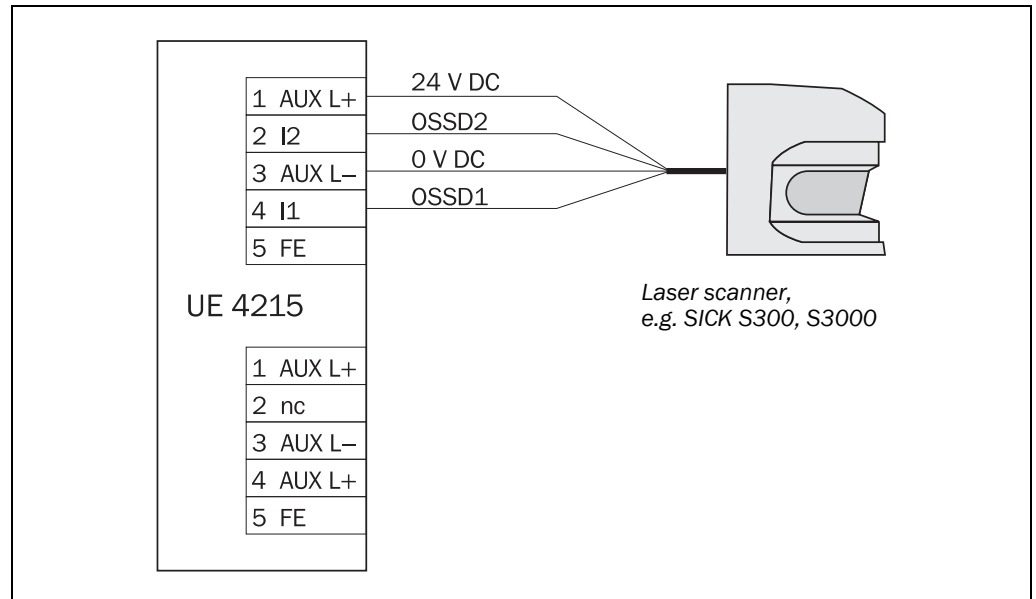 1 AUX L+
2 I2
3 AUX L−
4 I1
5 FE
24 V DC
OSSD2
0 V DC
OSSD1
UE 4215
Laser scanner,
e.g. SICK S300, S3000
1 AUX L+
2 nc
3 AUX L−
4 AUX L+
5 FE